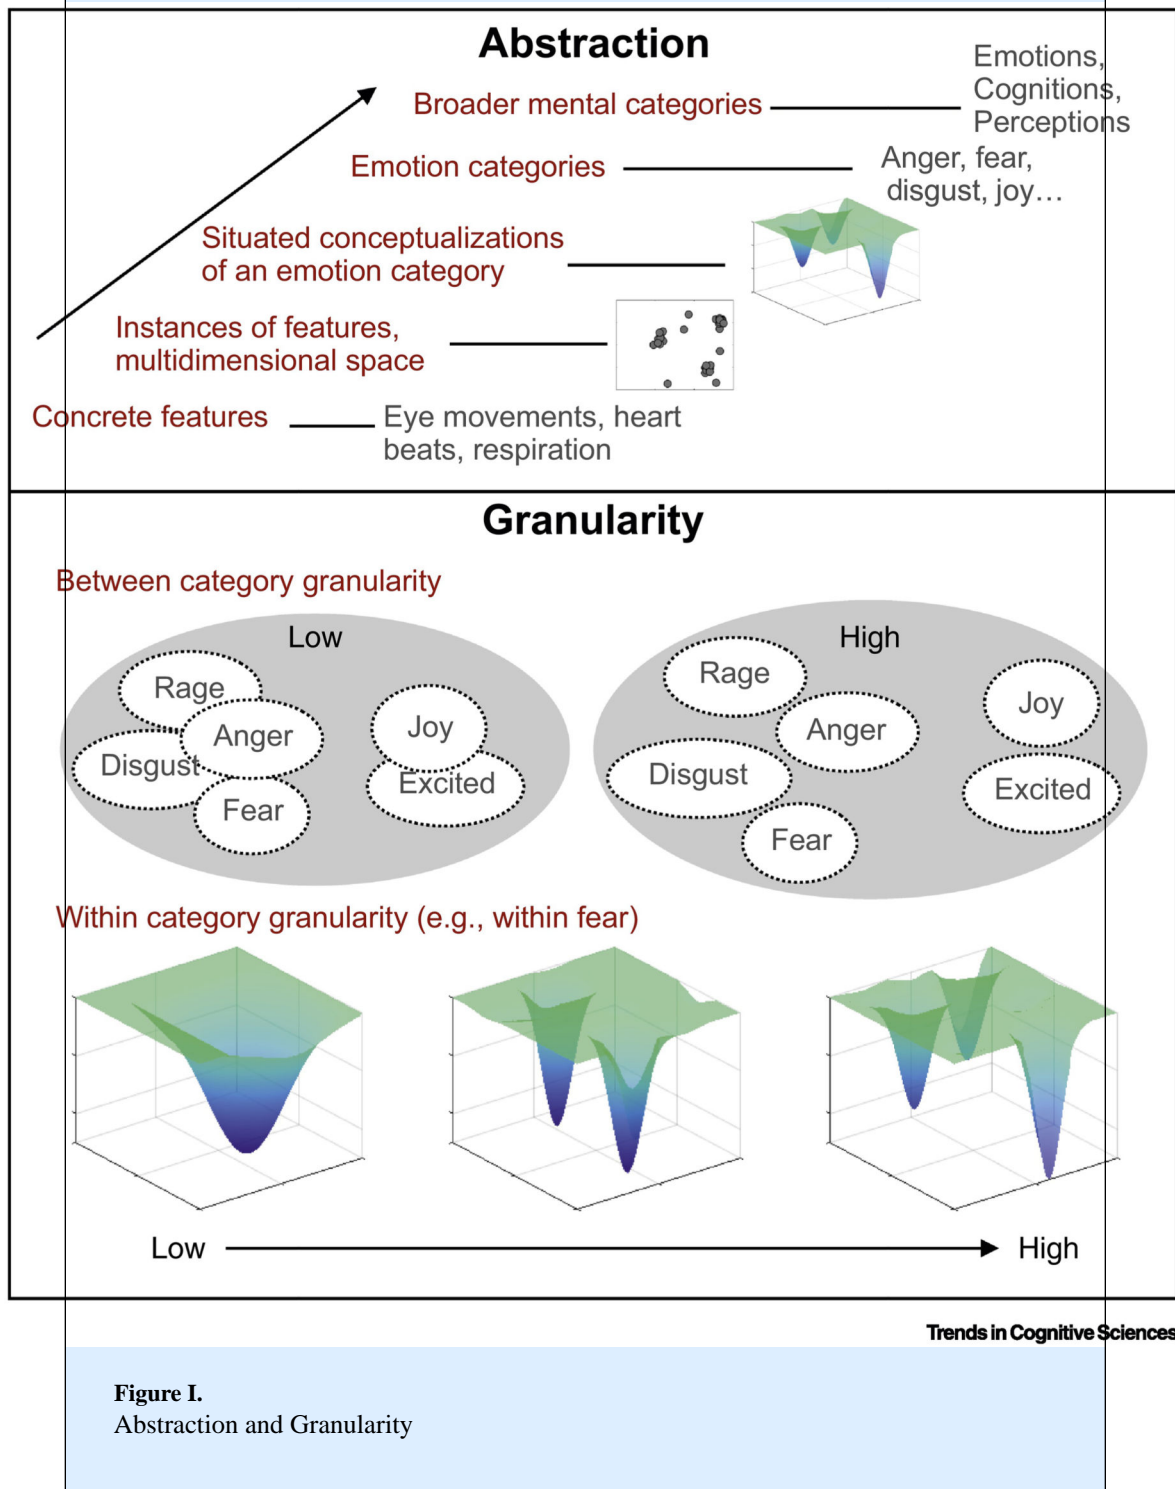 Abstraction
Emotions,
Cognitions,
Perceptions
Broader mental categories
Emotion categories
Anger, fear,
disgust, joy…
Situated conceptualizations
of an emotion category
Instances of features,
multidimensional space
Concrete features
Eye movements, heart
beats, respiration
Granularity
Between category granularity
Low
Rage
Anger
Disgust
Fear
Joy
Excited
High
Rage
Anger
Disgust
Fear
Joy
Excited
Within category granularity (e.g., within fear)
Low
High
Trends in Cognitive Sciences
Figure I.
Abstraction and Granularity